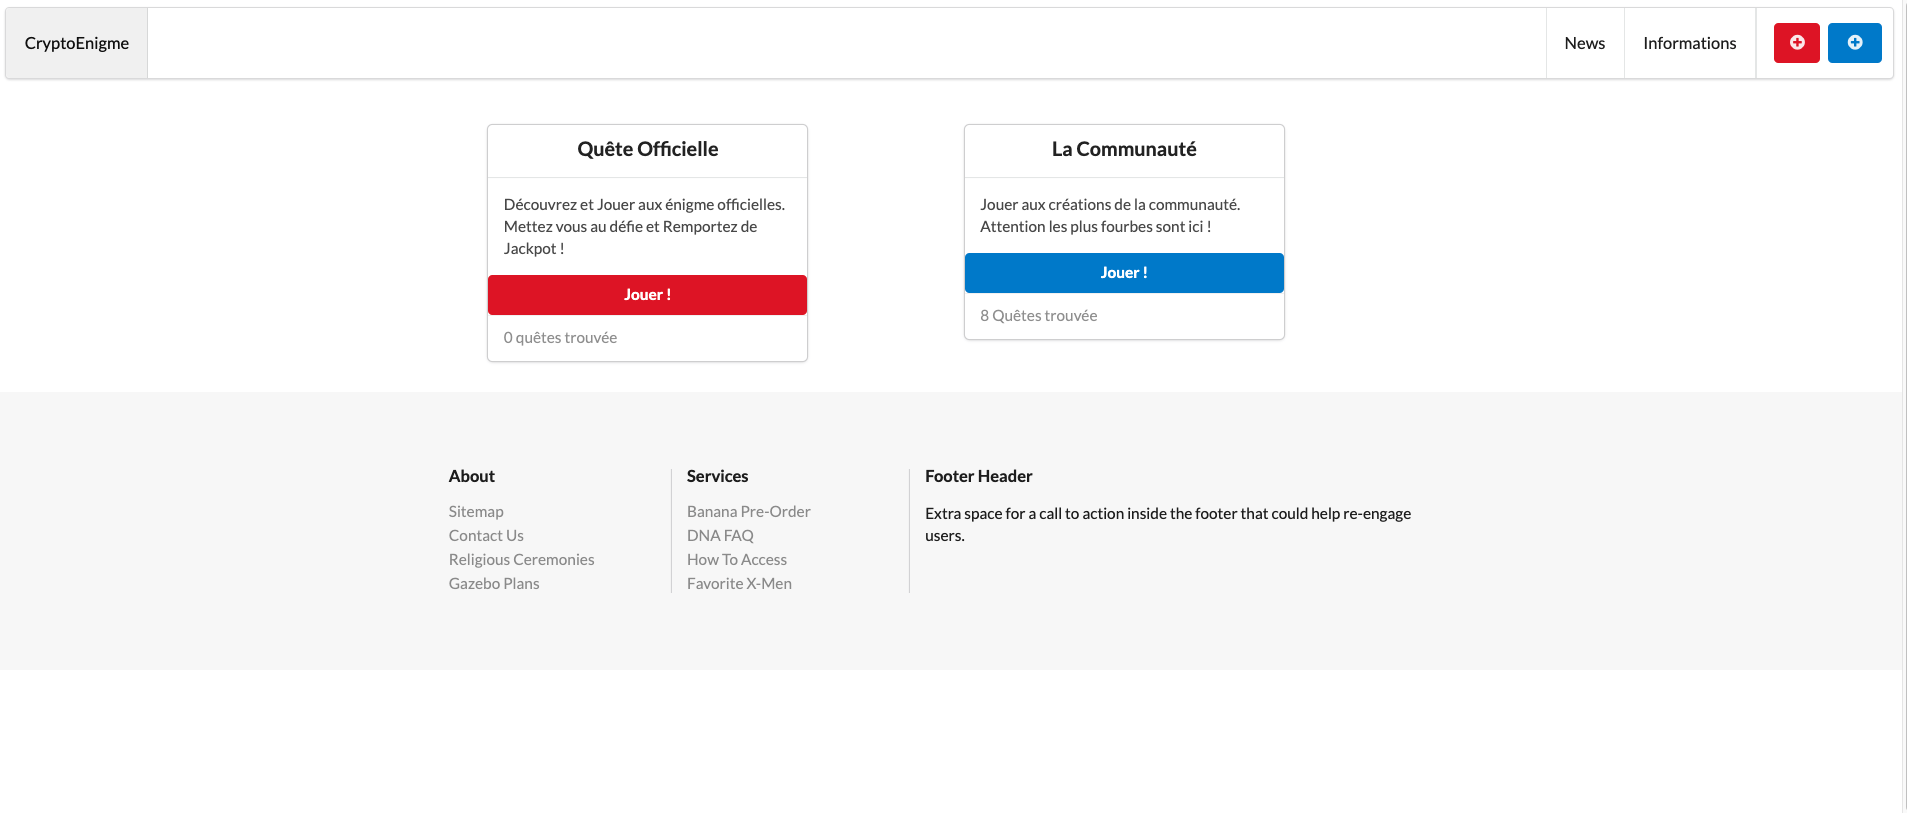 CryptoEnigme
News
Informations
Quête Officielle
Découvrez et Jouer aux énigme officielles.
Mettez vous au défie et Remportez de
Jackpot !
Jouer !
0 quêtes trouvée
La Communauté
Jouer aux créations de la communauté.
Attention les plus fourbes sont ici !
Jouer !
8 Quêtes trouvée
About
Sitemap
Contact Us
Religious Ceremonies
Gazebo Plans
Services
Banana Pre-Order
DNA FAQ
How To Access
Favorite X-Men
Footer Header
Extra space for a call to action inside the footer that could help re-engage
users.